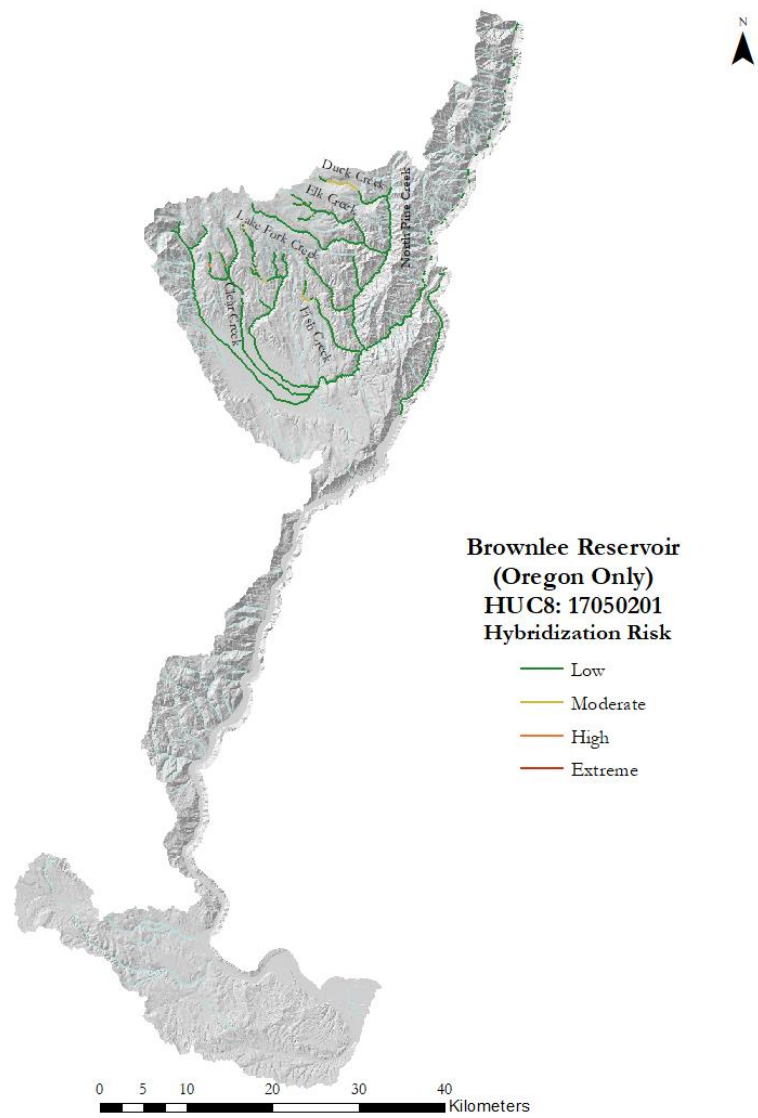 N
Duck Creek
Elk Creek
Lake Fork Creek
North Pine Creek
Clear Creek
Fish Creek
Brownlee Reservoir
(Oregon Only)
HUC8: 17050201
Hybridization Risk
Low
Moderate
High
Extreme
0 5 10 20 30 40
Kilometers